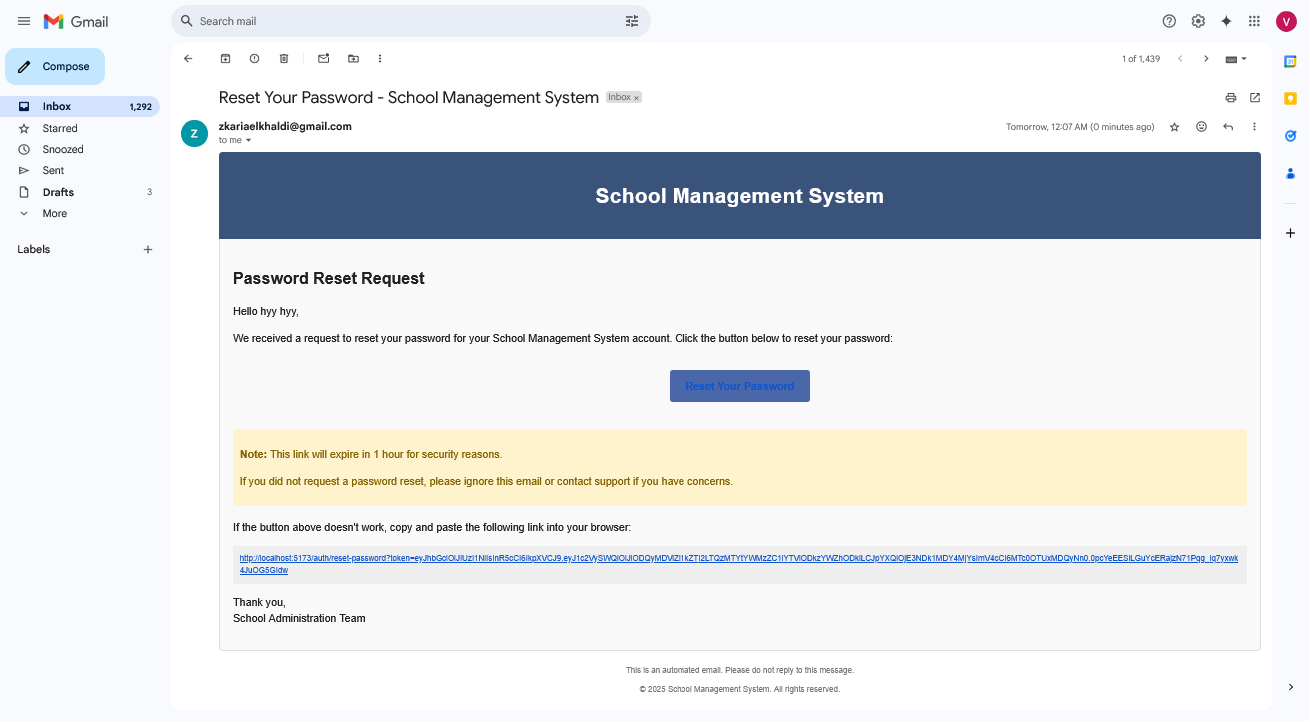 Gmail
Search mail
V
Compose
1 of 1,439
Inbox 1,292
Starred
Snoozed
Sent
Drafts 3
More
Labels
Reset Your Password - School Management System Inbox x
Z
zkariaelkhaldi@gmail.com
Tomorrow, 12:07 AM (0 minutes ago)
to me
School Management System
Password Reset Request
Hello hyy hyy,
We received a request to reset your password for your School Management System account. Click the button below to reset your password:
Reset Your Password
Note: This link will expire in 1 hour for security reasons.
If you did not request a password reset, please ignore this email or contact support if you have concerns.
If the button above doesn't work, copy and paste the following link into your browser:
http://localhost:5173/auth/reset-password?token=
Thank you,
School Administration Team
This is an automated email. Please do not reply to this message.
© 2025 School Management System. All rights reserved.